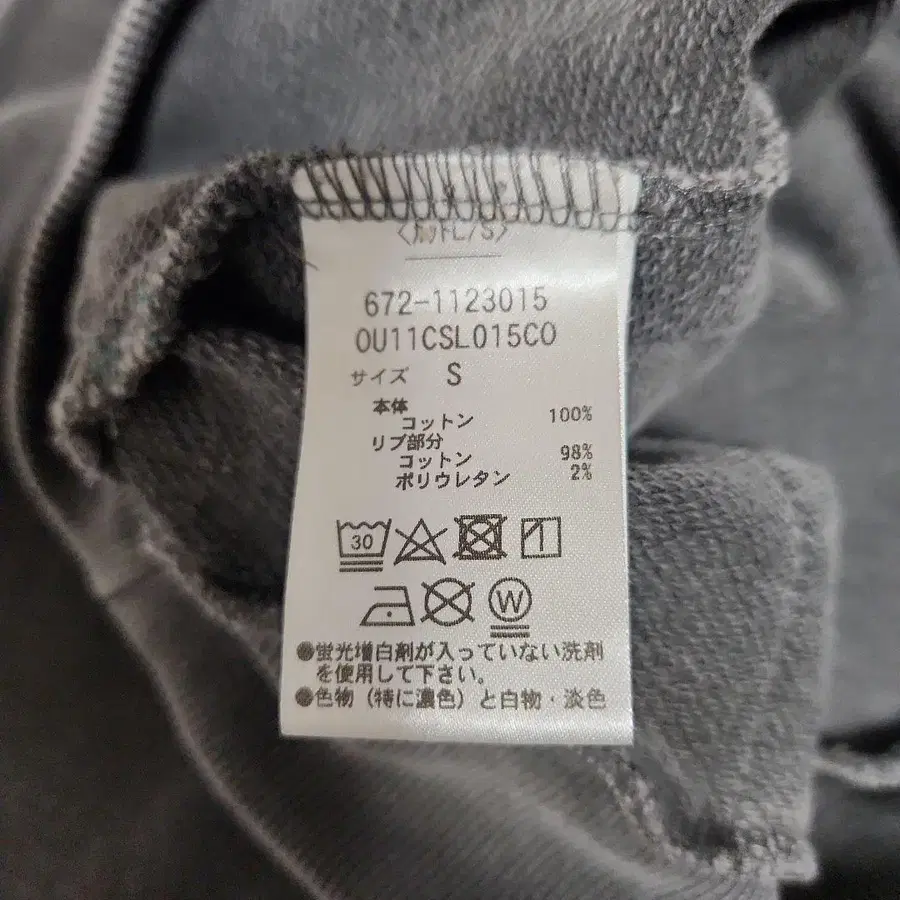 672-1123015
0U11CSL015CO
サイズ S
本体
コットン 100%
リブ部分
コットン 98%
ポリウレタン 2%
30
W
●蛍光増白剤が入っていない洗剤
を使用して下さい。
●色物(特に濃色)と白物・淡色